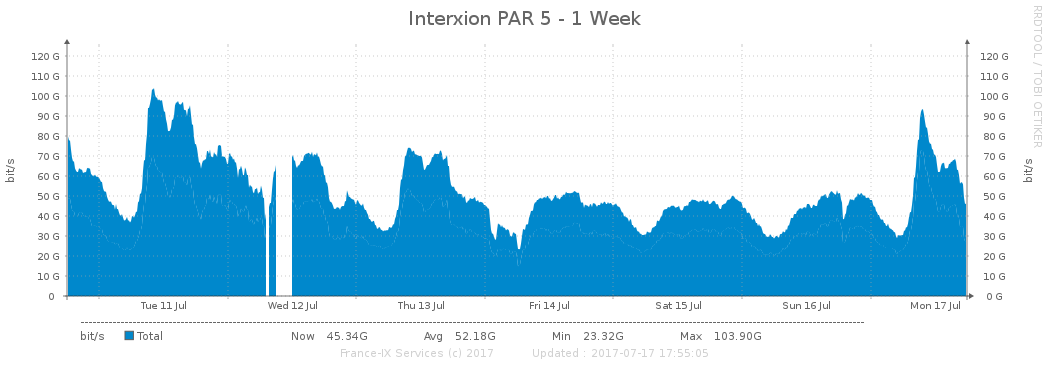 Interxion PAR 5 - 1 Week
RRDTOOL / TOBI OETIKER
bit/s
120 G
110 G
100 G
90 G
80 G
70 G
60 G
50 G
40 G
30 G
20 G
10 G
0
120 G
110 G
100 G
90 G
80 G
70 G
60 G
50 G
40 G
30 G
20 G
10 G
0 G
bit/s
Tue 11 Jul Wed 12 Jul Thu 13 Jul Fri 14 Jul Sat 15 Jul Sun 16 Jul Mon 17 Jul
bit/s Total Now 45.34G Avg 52.18G Min 23.32G Max 103.90G
France-IX Services (c) 2017 Updated : 2017-07-17 17:55:05